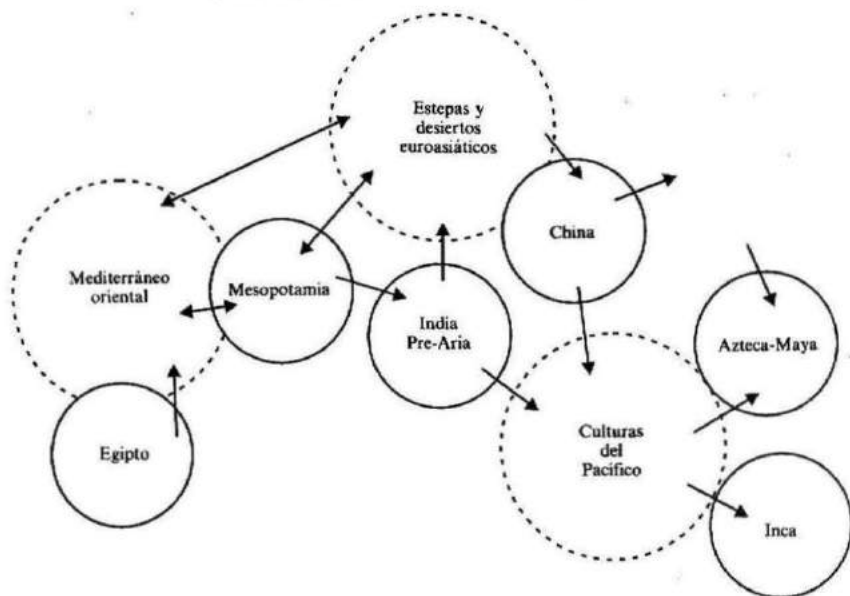 Estepas y
desiertos
euroasiáticos
China
Mediterráneo
oriental
Mesopotamia
India
Pre-Aria
Azteca-Maya
Egipto
Culturas
del
Pacífico
Inca